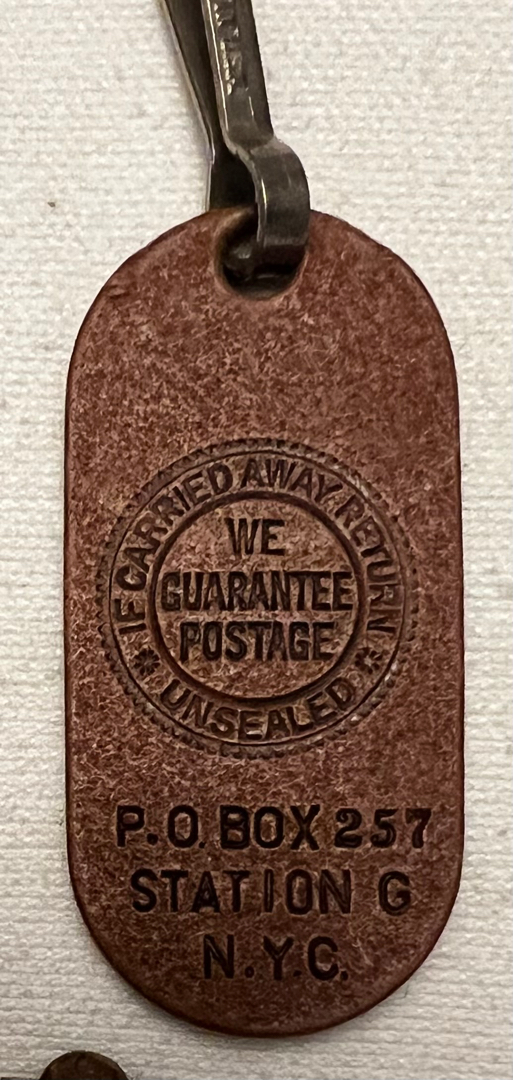 IF CARRIED AWAY, RETURN
UNSEALED
WE
GUARANTEE
POSTAGE
P.O. BOX 257
STATION G
N.Y.C.